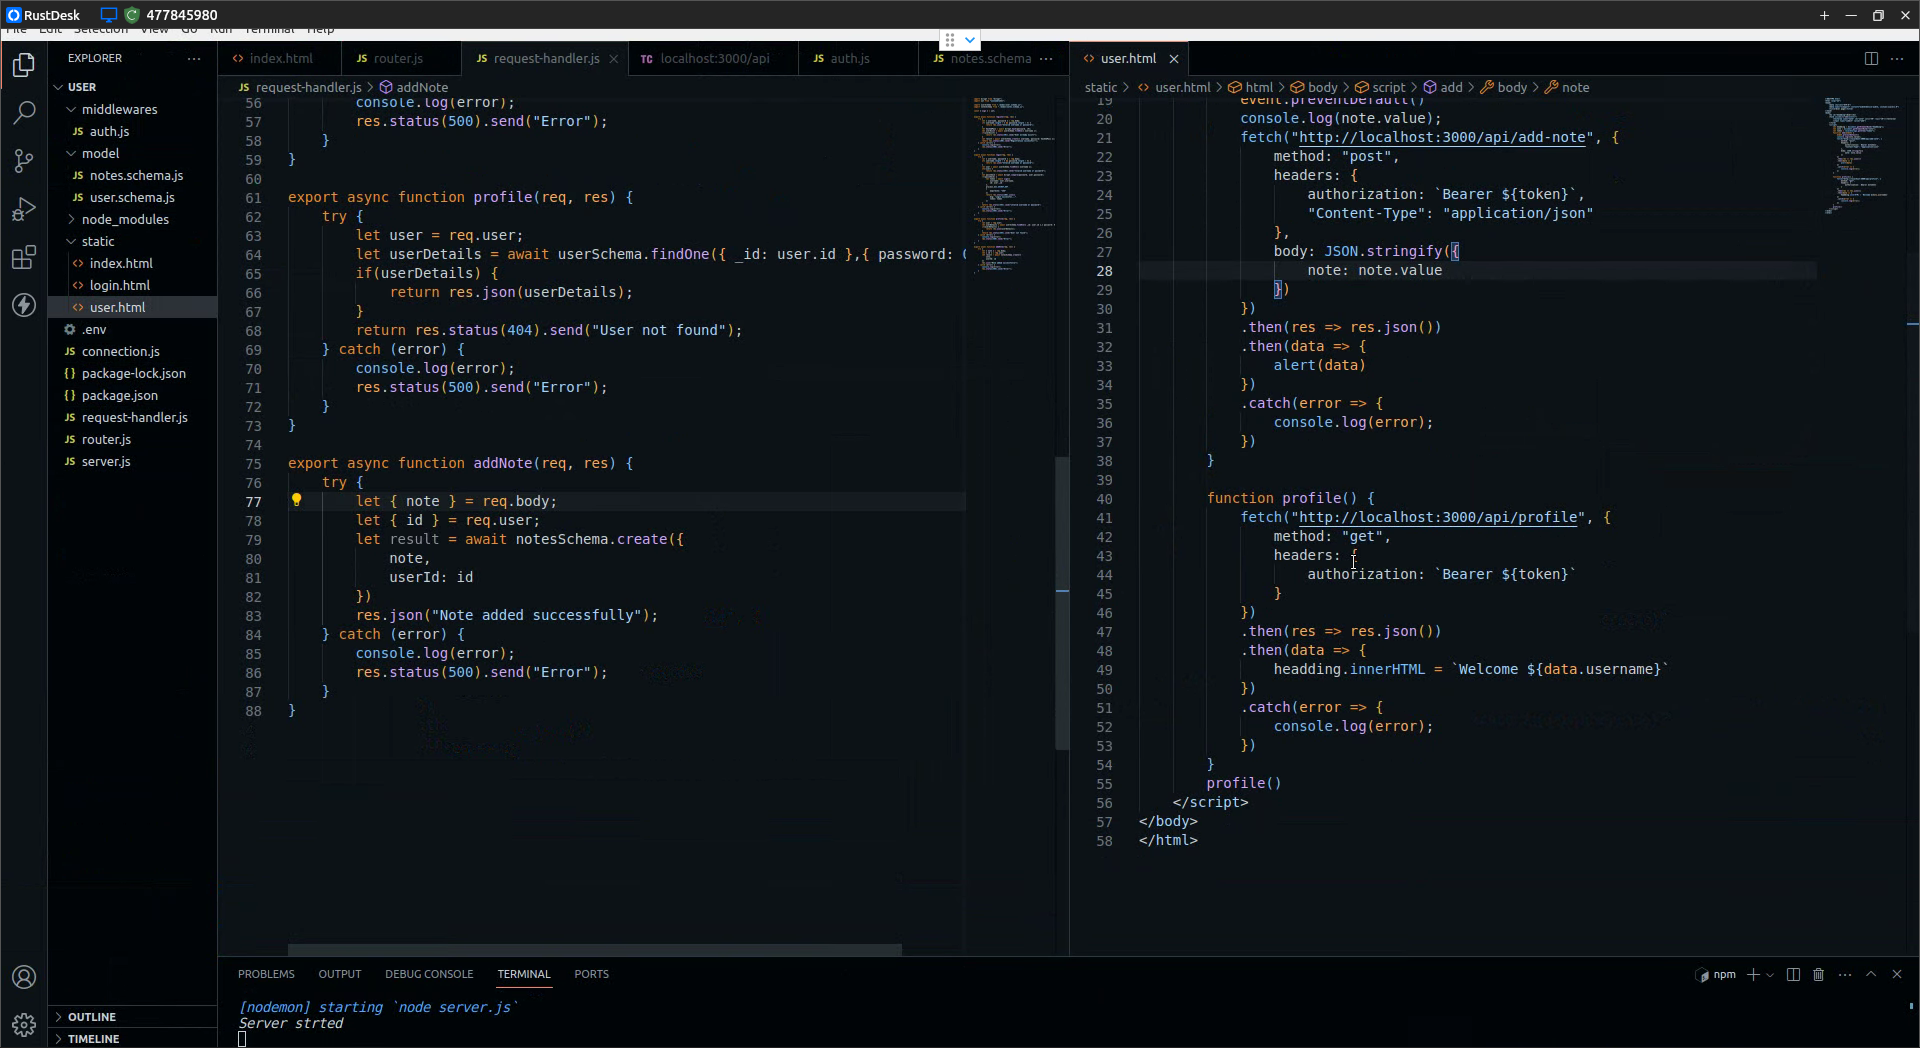 RustDesk 477845980
File Edit Selection View Go Run Terminal Help
EXPLORER
USER
middlewares
JS auth.js
model
JS notes.schema.js
JS user.schema.js
node_modules
static
<> index.html
<> login.html
<> user.html
.env
JS connection.js
{} package-lock.json
{} package.json
JS request-handler.js
JS router.js
JS server.js
OUTLINE
TIMELINE
<> index.html JS router.js JS request-handler.js TC localhost:3000/api JS auth.js JS notes.schema
JS request-handler.js > addNote
56 console.log(error);
57 res.status(500).send("Error");
58 }
59 }
60
61 export async function profile(req, res) {
62 try {
63 let user = req.user;
64 let userDetails = await userSchema.findOne({ _id: user.id },{ password:
65 if(userDetails) {
66 return res.json(userDetails);
67 }
68 return res.status(404).send("User not found");
69 } catch (error) {
70 console.log(error);
71 res.status(500).send("Error");
72 }
73 }
74
75 export async function addNote(req, res) {
76 try {
77 let { note } = req.body;
78 let { id } = req.user;
79 let result = await notesSchema.create({
80 note,
81 userId: id
82 })
83 res.json("Note added successfully");
84 } catch (error) {
85 console.log(error);
86 res.status(500).send("Error");
87 }
88 }
<> user.html
static > <> user.html > html > body > script > add > body > note
19 event.preventDefault()
20 console.log(note.value);
21 fetch("http://localhost:3000/api/add-note", {
22 method: "post",
23 headers: {
24 authorization: `Bearer ${token}`,
25 "Content-Type": "application/json"
26 },
27 body: JSON.stringify({
28 note: note.value
29 })
30 })
31 .then(res => res.json())
32 .then(data => {
33 alert(data)
34 })
35 .catch(error => {
36 console.log(error);
37 })
38 }
39
40 function profile() {
41 fetch("http://localhost:3000/api/profile", {
42 method: "get",
43 headers: {
44 authorization: `Bearer ${token}`
45 }
46 })
47 .then(res => res.json())
48 .then(data => {
49 headding.innerHTML = `Welcome ${data.username}`
50 })
51 .catch(error => {
52 console.log(error);
53 })
54 }
55 profile()
56 </script>
57 </body>
58 </html>
PROBLEMS OUTPUT DEBUG CONSOLE TERMINAL PORTS
npm
[nodemon] starting `node server.js`
Server strted